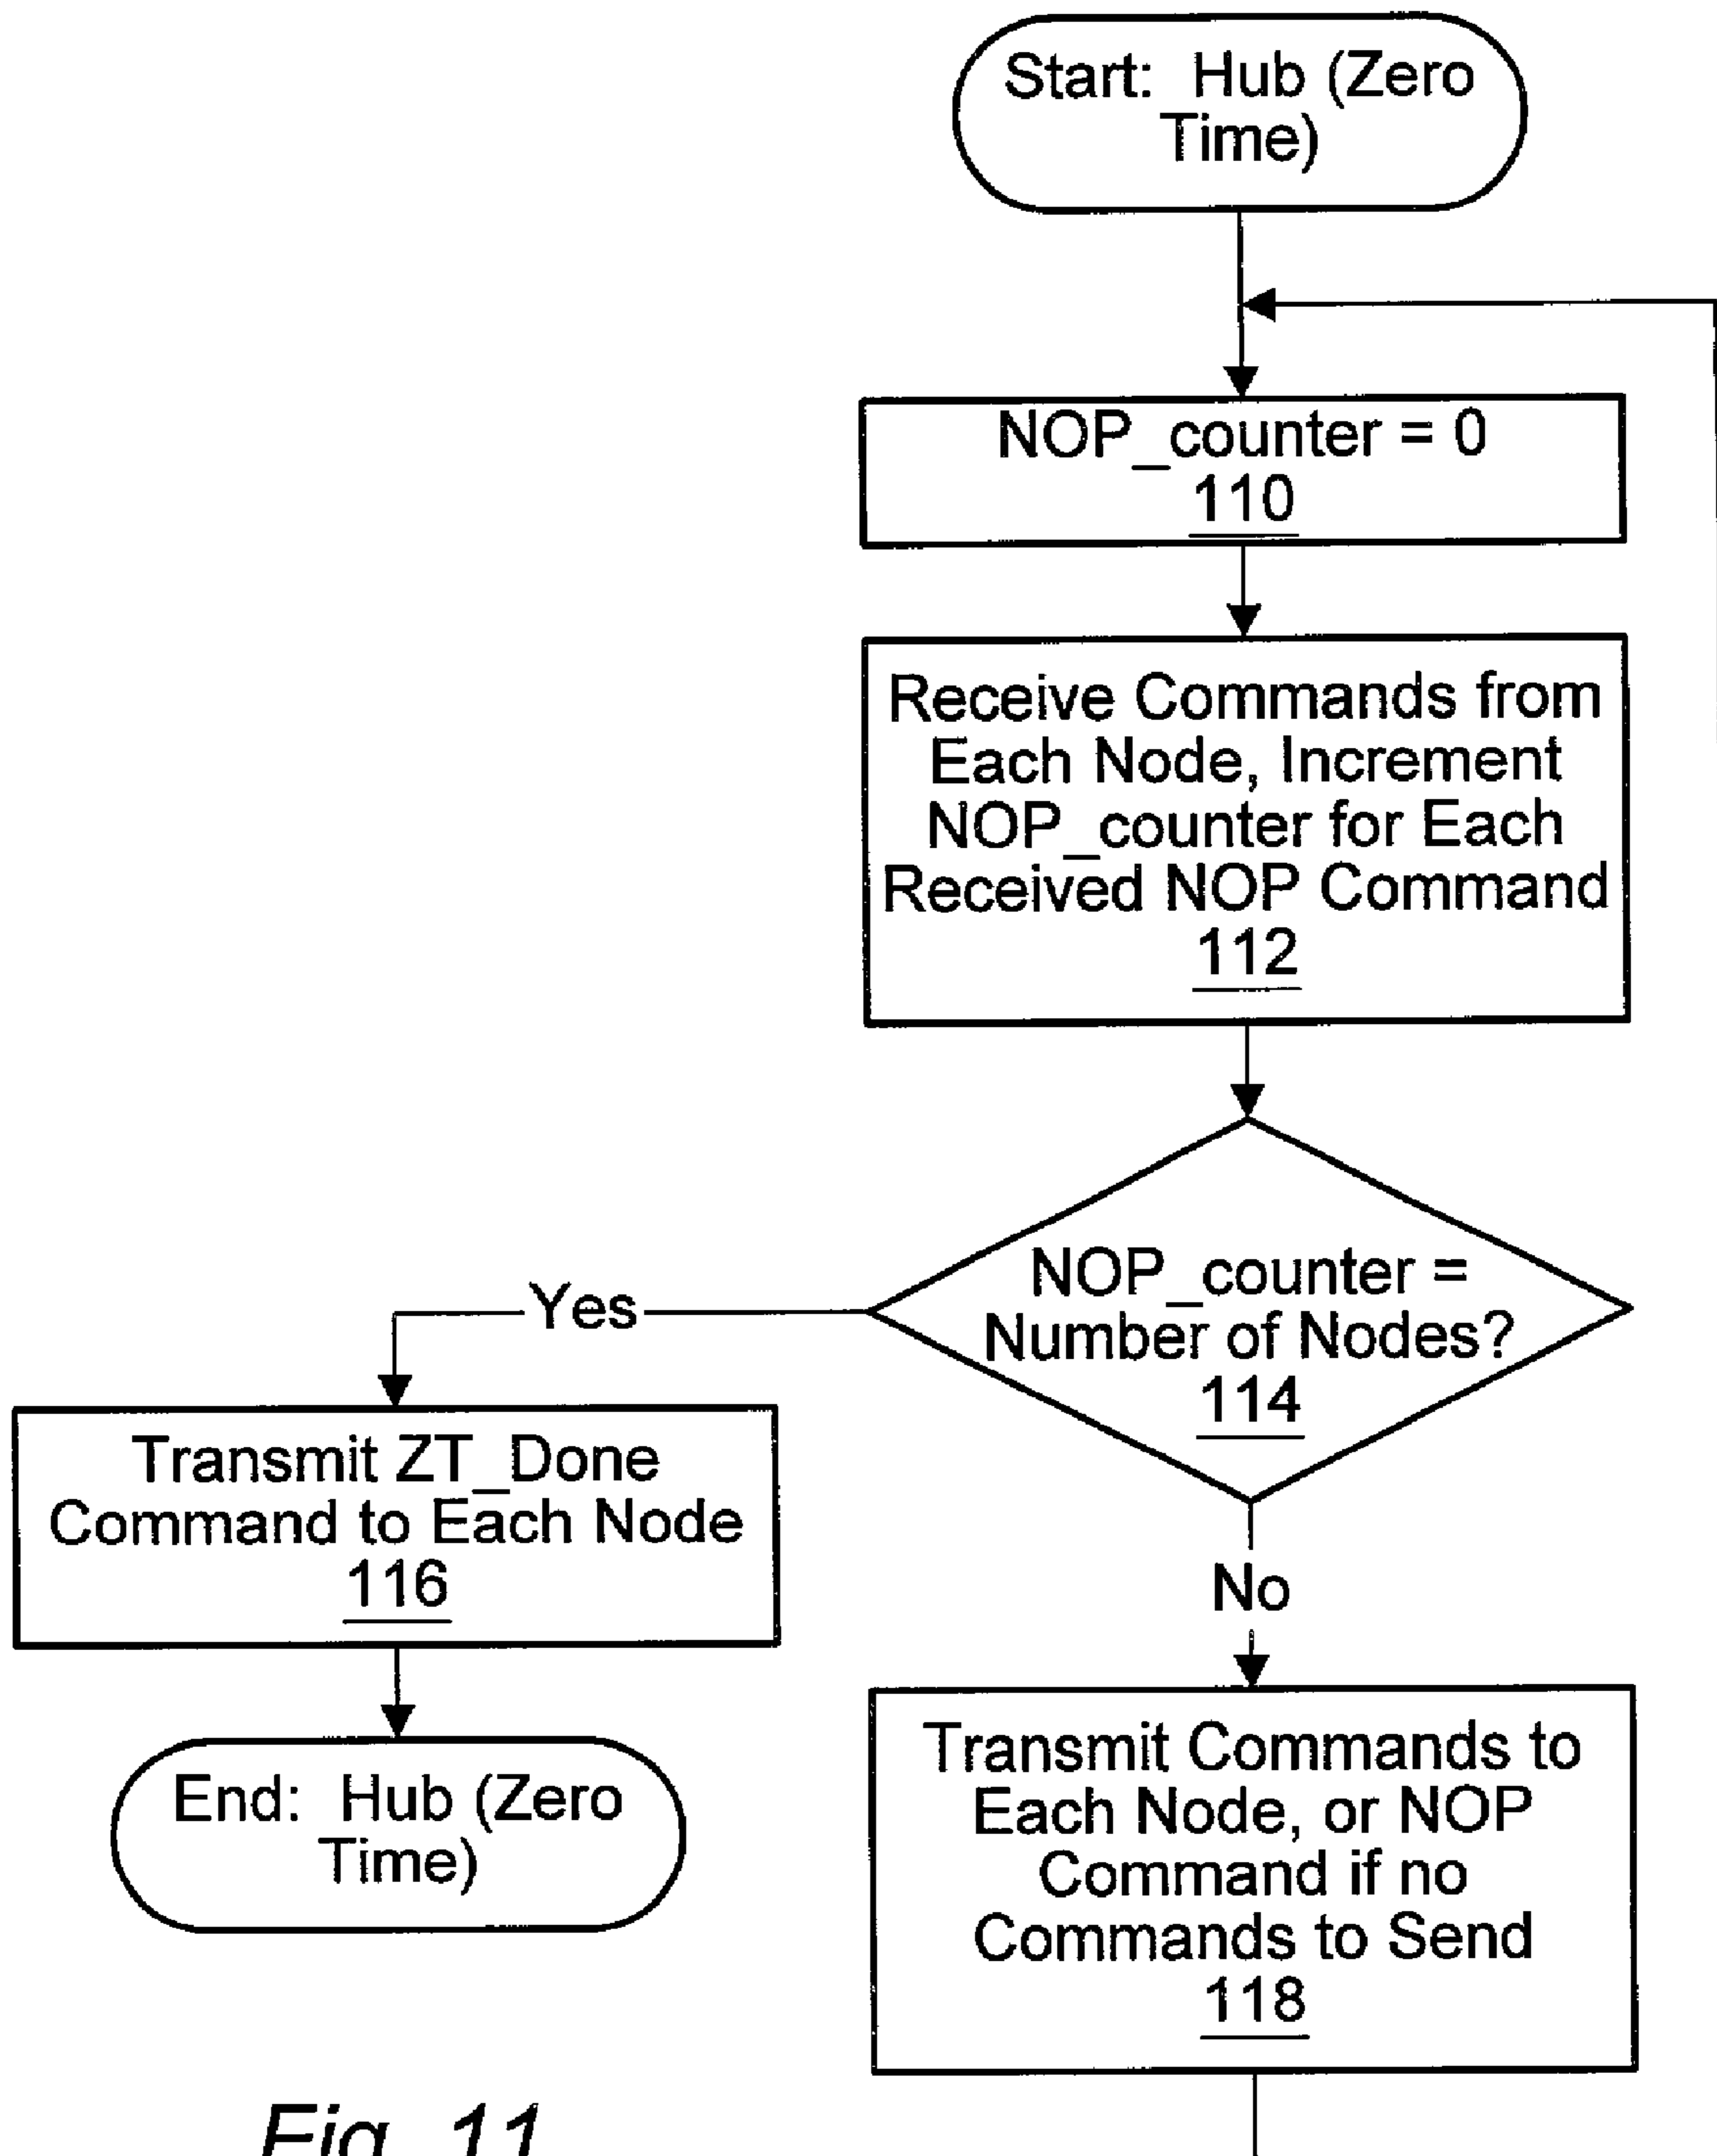 Start: Hub (Zero
Time)
NOP_counter = 0
110
Receive Commands from
Each Node, Increment
NOP_counter for Each
Received NOP Command
112
NOP_counter =
Number of Nodes?
114
Yes
No
Transmit ZT_Done
Command to Each Node
116
End: Hub (Zero
Time)
Transmit Commands to
Each Node, or NOP
Command if no
Commands to Send
118
Fig. 11